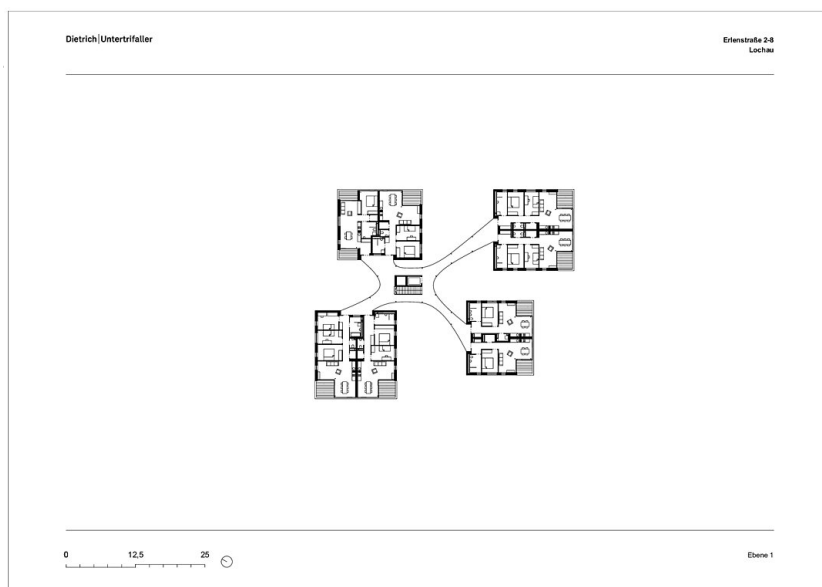 Dietrich|Untertrifaller
Erlenstraße 2-8
Lochau
0 12,5 25
Ebene 1